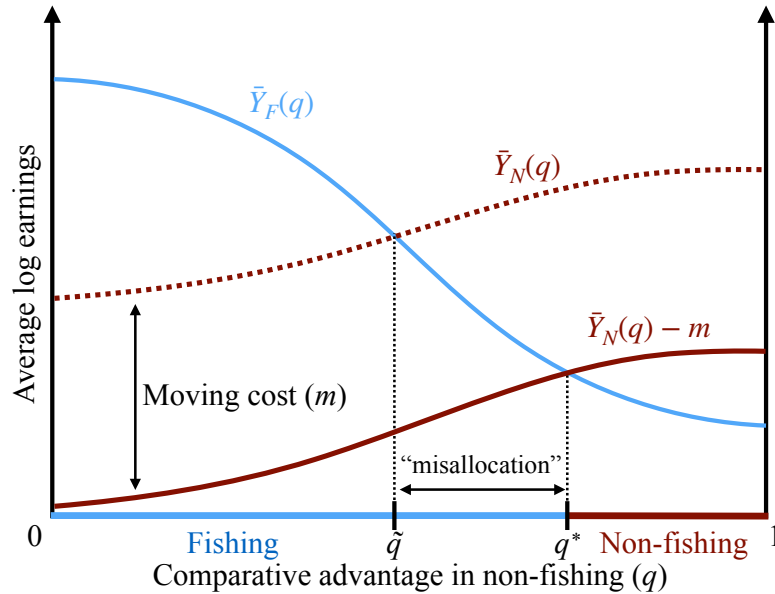 Ȳ_F(q)
Ȳ_N(q)
Average log earnings
Ȳ_N(q) − m
Moving cost (m)
“misallocation”
0
Fishing
q̃
q*
Non-fishing
1
Comparative advantage in non-fishing (q)